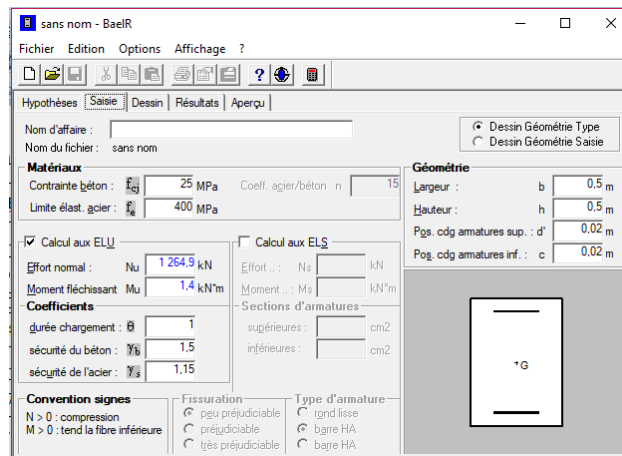 sans nom - BaelR
Fichier Edition Options Affichage ?
Hypothèses Saisie Dessin Résultats Aperçu
Nom d'affaire :
Nom du fichier : sans nom
Dessin Géométrie Type
Dessin Géométrie Saisie
Matériaux
Contrainte béton : fcj 25 MPa Coeff. acier/béton n 15
Limite élast. acier : fe 400 MPa
Géométrie
Largeur : b 0,5 m
Hauteur : h 0,5 m
Pos. cdg armatures sup. : d' 0,02 m
Pos. cdg armatures inf. : c 0,02 m
Calcul aux ELU
Effort normal : Nu 1 264,9 kN
Moment fléchissant Mu 1,4 kN*m
Calcul aux ELS
Effort .. : Ns kN
Moment .. : Ms kN*m
Coefficients
durée chargement : θ 1
sécurité du béton : γb 1,5
sécurité de l'acier : γs 1,15
Sections d'armatures
supérieures : cm2
inférieures : cm2
Convention signes
N > 0 : compression
M > 0 : tend la fibre inférieure
Fissuration
peu préjudiciable
préjudiciable
très préjudiciable
Type d'armature
rond lisse
barre HA
barre HA
+G